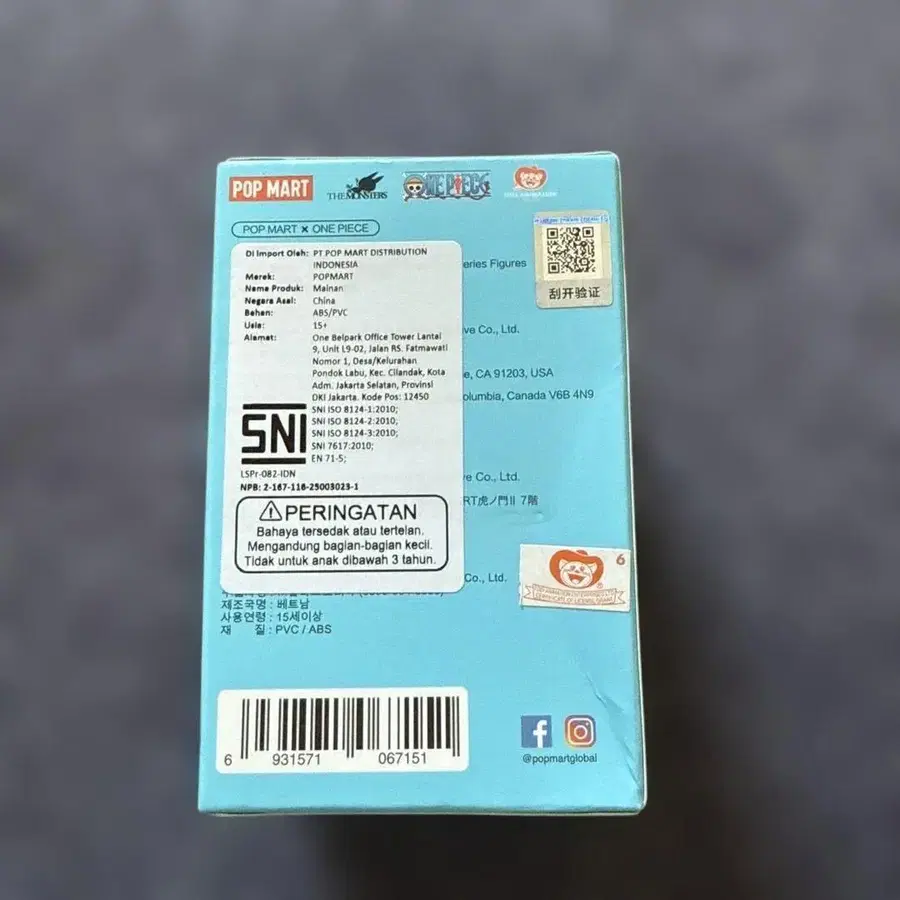 POP MART
THE MONSTERS
ONE PIECE
POP MART × ONE PIECE
Di Import Oleh: PT POP MART DISTRIBUTION
INDONESIA
Merek: POPMART
Nama Produk: Mainan
Negara Asal: China
Bahan: ABS/PVC
Usia: 15+
Alamat: One Belpark Office Tower Lantai
9, Unit L9-02, Jalan RS. Fatmawati
Nomor 1, Desa/Kelurahan
Pondok Labu, Kec. Cilandak, Kota
Adm. Jakarta Selatan, Provinsi
DKI Jakarta. Kode Pos: 12450
SNI
SNI ISO 8124-1:2010;
SNI ISO 8124-2:2010;
SNI ISO 8124-3:2010;
SNI 7617:2010;
EN 71-5;
LSPr-082-IDN
NPB: 2-167-116-25003023-1
PERINGATAN
Bahaya tersedak atau tertelan.
Mengandung bagian-bagian kecil.
Tidak untuk anak dibawah 3 tahun.
eries Figures
刮开验证
ve Co., Ltd.
e, CA 91203, USA
olumbia, Canada V6B 4N9
ve Co., Ltd.
RT虎ノ門II 7階
Co., Ltd.
6
제조국명 : 베트남
사용연령 : 15세이상
재 질 : PVC / ABS
6 931571 067151
@popmartglobal